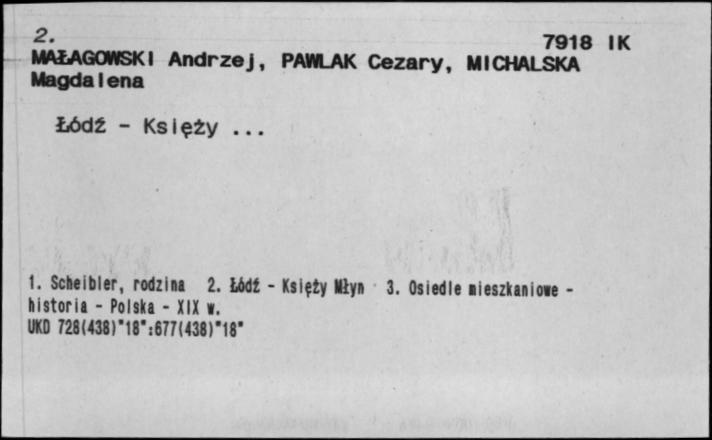 2.
7918 IK
MAŁAGOWSKI Andrzej, PAWLAK Cezary, MICHALSKA
Magdalena
Łódź - Księży ...
1. Scheibler, rodzina 2. Łódź - Księży Młyn 3. Osiedle mieszkaniowe -
historia - Polska - XIX w.
UKD 728(438)"18":677(438)"18"